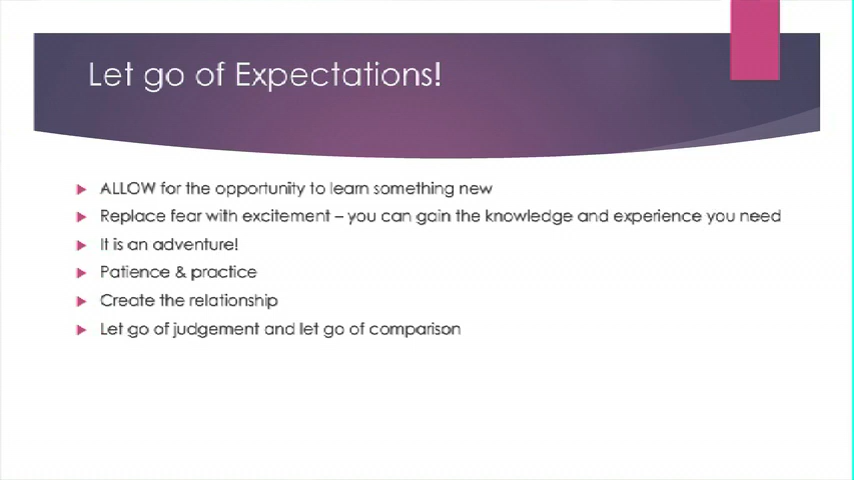 Let go of Expectations!
ALLOW for the opportunity to learn something new
Replace fear with excitement – you can gain the knowledge and experience you need
It is an adventure!
Patience & practice
Create the relationship
Let go of judgement and let go of comparison